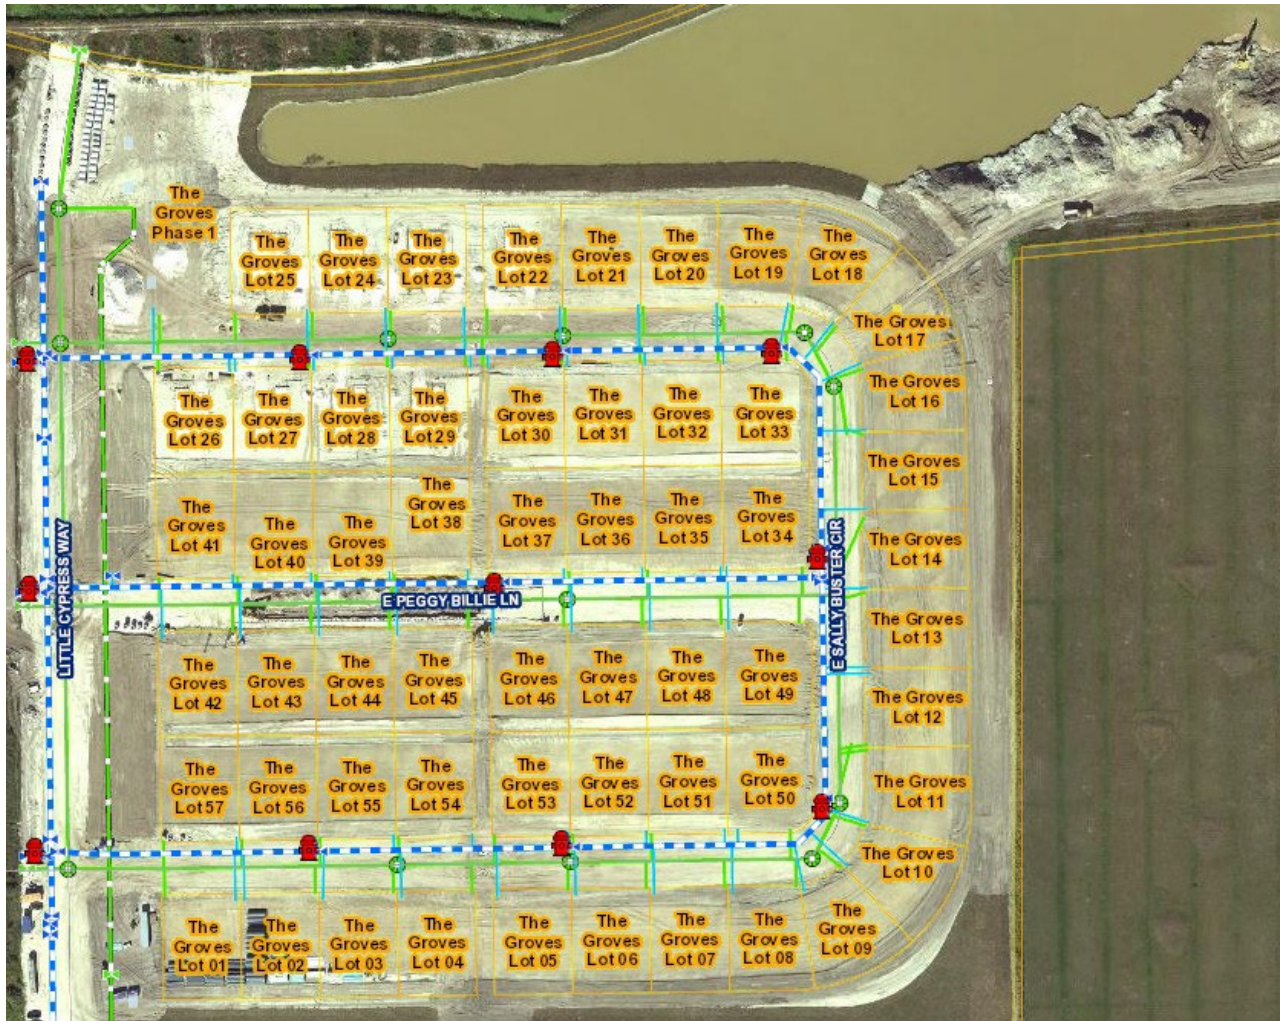 The
Groves
Phase 1
The
Groves
Lot 25
The
Groves
Lot 24
The
Groves
Lot 23
The
Groves
Lot 22
The
Groves
Lot 21
The
Groves
Lot 20
The
Groves
Lot 19
The
Groves
Lot 18
The Groves
Lot 17
The Groves
Lot 16
The
Groves
Lot 26
The
Groves
Lot 27
The
Groves
Lot 28
The
Groves
Lot 29
The
Groves
Lot 30
The
Groves
Lot 31
The
Groves
Lot 32
The
Groves
Lot 33
The Groves
Lot 15
The
Groves
Lot 41
The
Groves
Lot 40
The
Groves
Lot 39
The
Groves
Lot 38
The
Groves
Lot 37
The
Groves
Lot 36
The
Groves
Lot 35
The
Groves
Lot 34
The Groves
Lot 14
LITTLE CYPRESS WAY
E PEGGY BILLIE LN
E SALLY BUSTER CIR
The Groves
Lot 13
The
Groves
Lot 42
The
Groves
Lot 43
The
Groves
Lot 44
The
Groves
Lot 45
The
Groves
Lot 46
The
Groves
Lot 47
The
Groves
Lot 48
The
Groves
Lot 49
The Groves
Lot 12
The
Groves
Lot 57
The
Groves
Lot 56
The
Groves
Lot 55
The
Groves
Lot 54
The
Groves
Lot 53
The
Groves
Lot 52
The
Groves
Lot 51
The
Groves
Lot 50
The Groves
Lot 11
The Groves
Lot 10
The
Groves
Lot 01
The
Groves
Lot 02
The
Groves
Lot 03
The
Groves
Lot 04
The
Groves
Lot 05
The
Groves
Lot 06
The
Groves
Lot 07
The
Groves
Lot 08
The
Groves
Lot 09